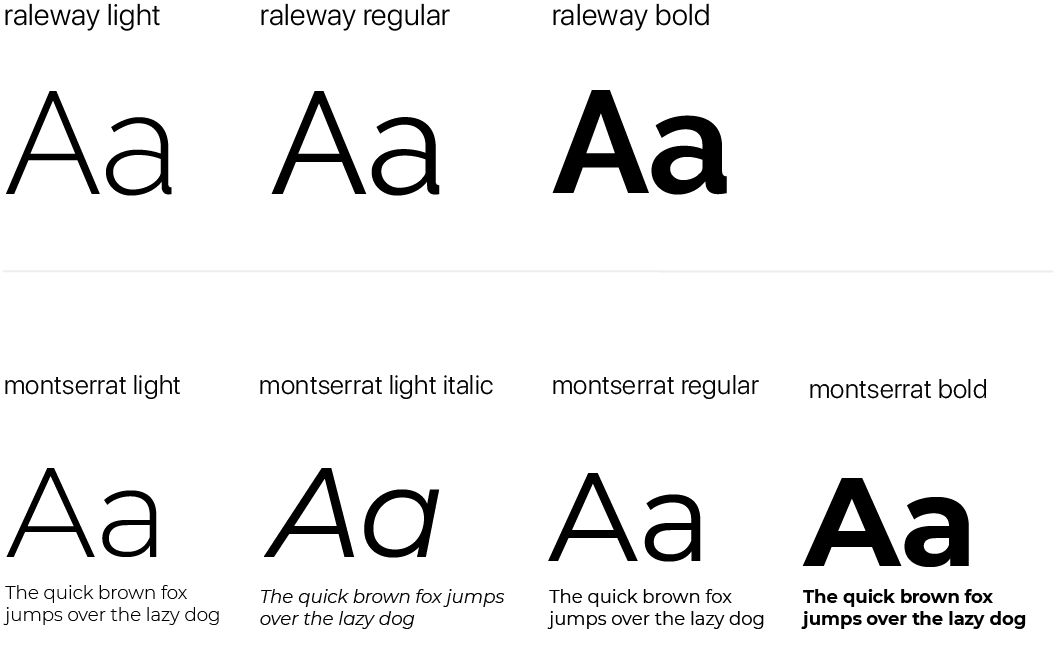 raleway light
raleway regular
raleway bold
Aa
Aa
Aa
montserrat light
montserrat light italic
montserrat regular
montserrat bold
Aa
Aa
Aa
Aa
The quick brown fox
jumps over the lazy dog
The quick brown fox jumps
over the lazy dog
The quick brown fox
jumps over the lazy dog
The quick brown fox
jumps over the lazy dog